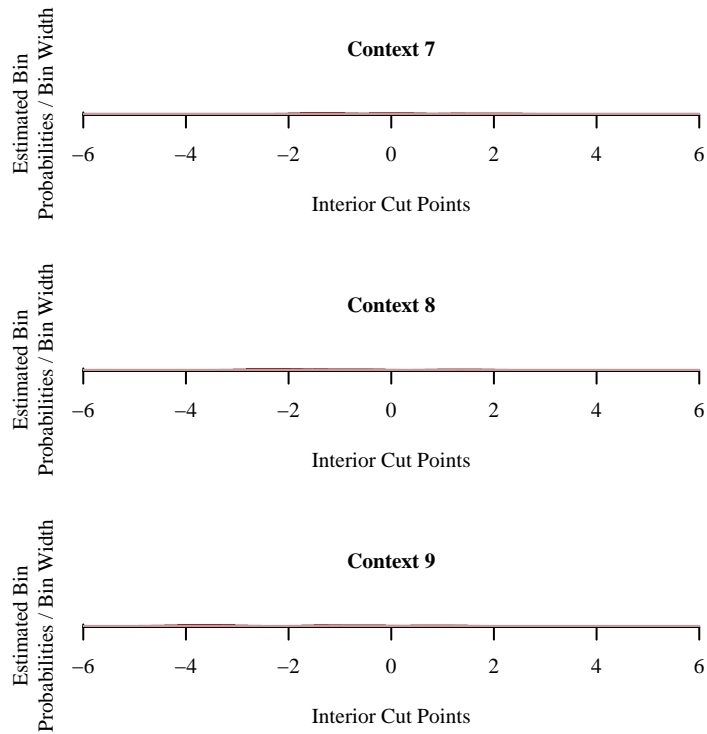 Context 7
Estimated Bin
Probabilities / Bin Width
−6 −4 −2 0 2 4 6
Interior Cut Points
Context 8
Estimated Bin
Probabilities / Bin Width
−6 −4 −2 0 2 4 6
Interior Cut Points
Context 9
Estimated Bin
Probabilities / Bin Width
−6 −4 −2 0 2 4 6
Interior Cut Points